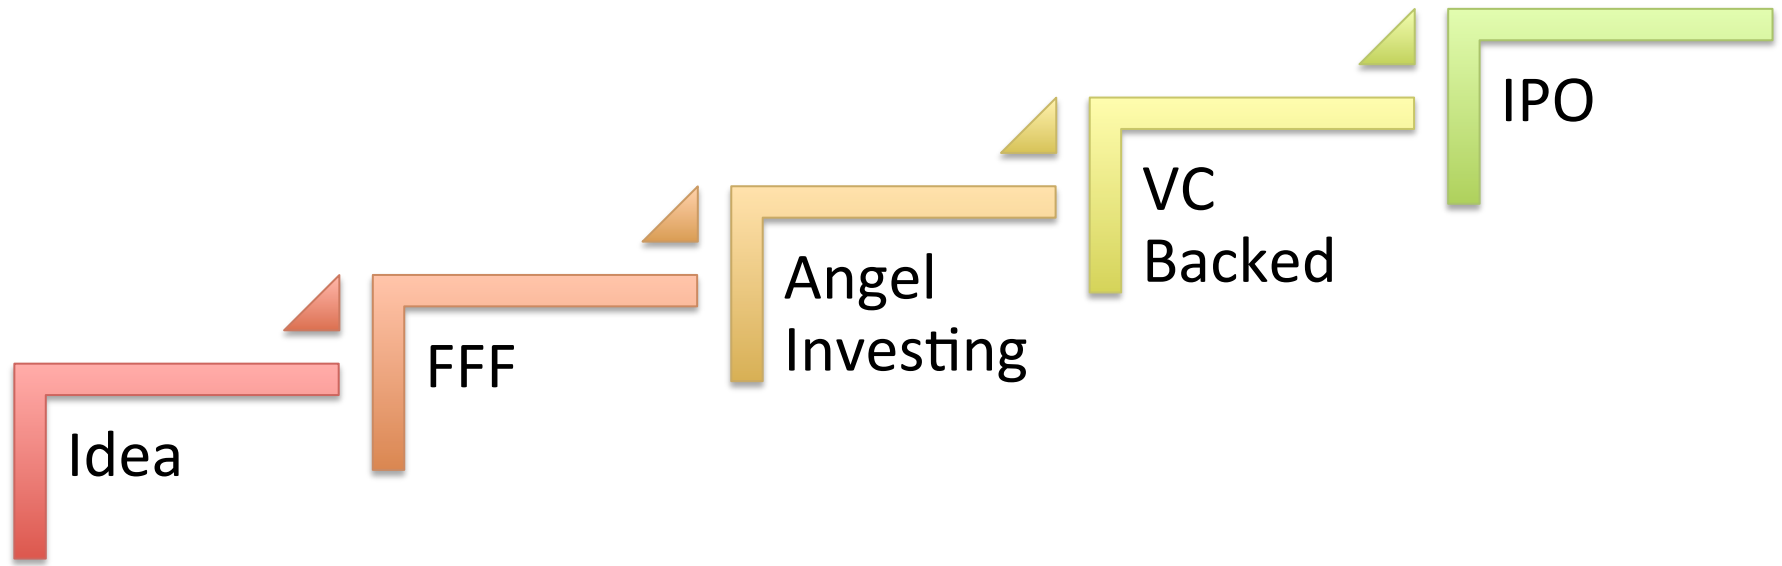 Idea
FFF
Angel
Investing
VC
Backed
IPO